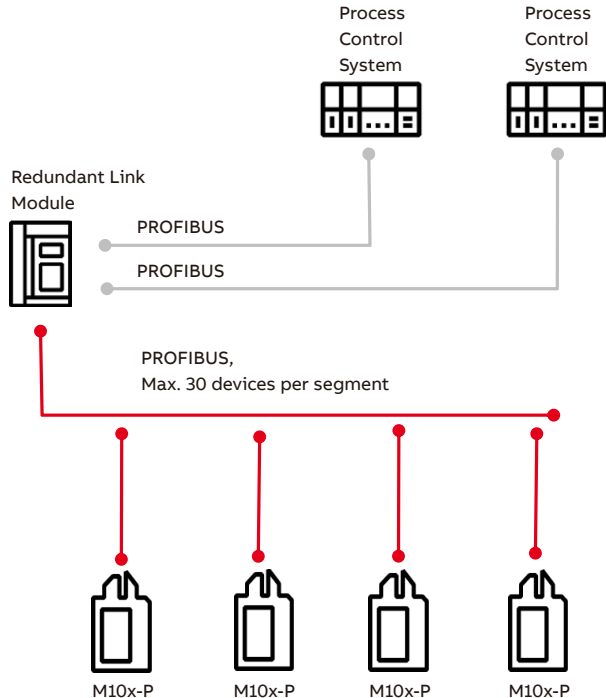 Process
Control
System
Process
Control
System
Redundant Link
Module
PROFIBUS
PROFIBUS
PROFIBUS,
Max. 30 devices per segment
M10x-P
M10x-P
M10x-P
M10x-P